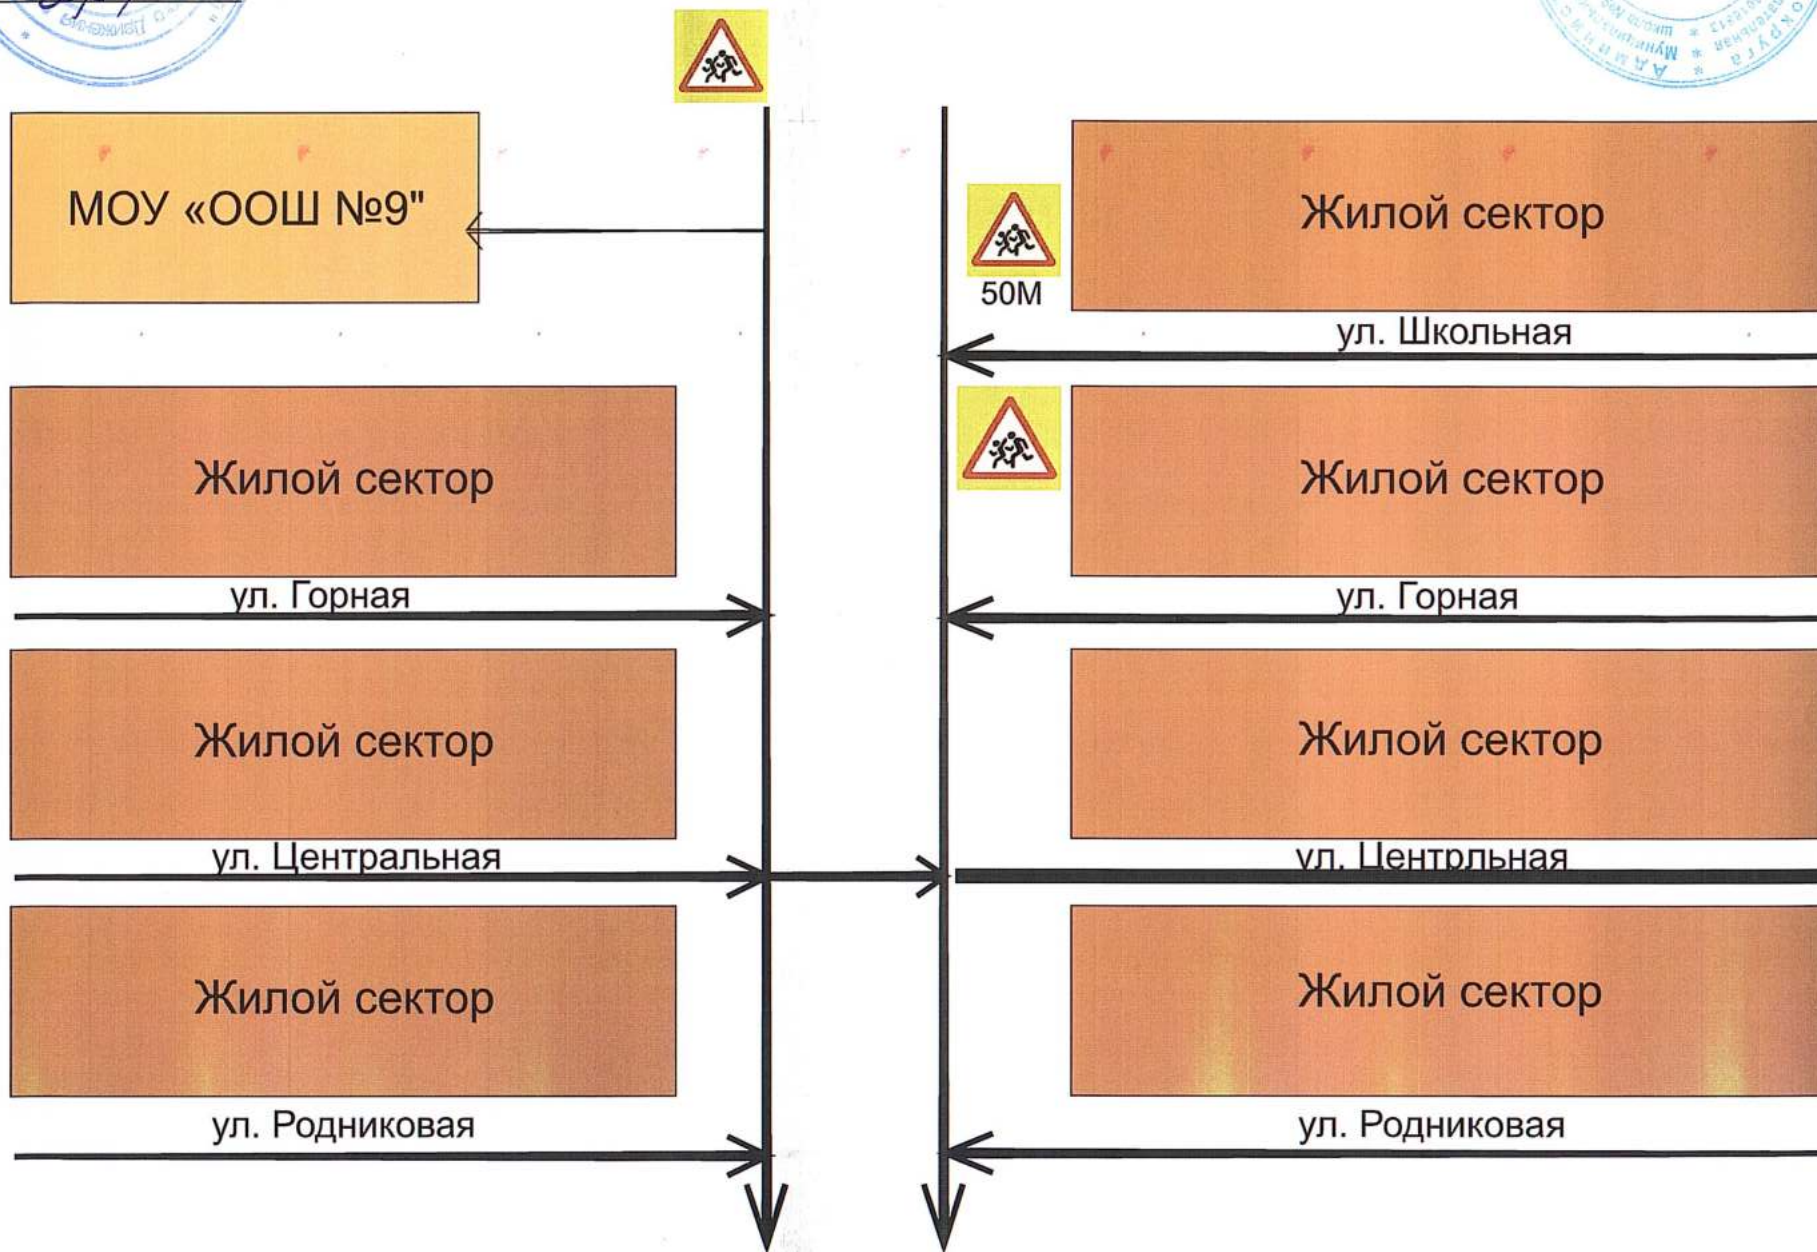 МОУ «ООШ №9"
Жилой сектор
50М
ул. Школьная
Жилой сектор
Жилой сектор
ул. Горная
ул. Горная
Жилой сектор
Жилой сектор
ул. Центральная
ул. Центрльная
Жилой сектор
Жилой сектор
ул. Родниковая
ул. Родниковая